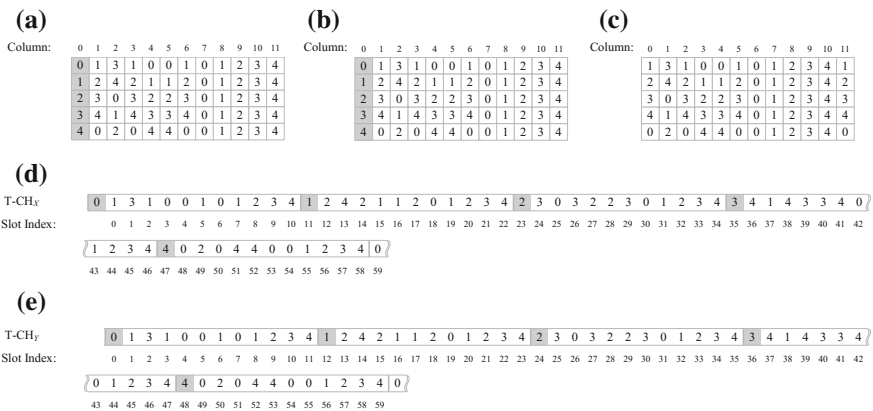 (a) (b) (c)
Column: 0 1 2 3 4 5 6 7 8 9 10 11 Column: 0 1 2 3 4 5 6 7 8 9 10 11 Column: 0 1 2 3 4 5 6 7 8 9 10 11
0 1 3 1 0 0 1 0 1 2 3 4 0 1 3 1 0 0 1 0 1 2 3 4 1 3 1 0 0 1 0 1 2 3 4 1
1 2 4 2 1 1 2 0 1 2 3 4 1 2 4 2 1 1 2 0 1 2 3 4 2 4 2 1 1 2 0 1 2 3 4 2
2 3 0 3 2 2 3 0 1 2 3 4 2 3 0 3 2 2 3 0 1 2 3 4 3 0 3 2 2 3 0 1 2 3 4 3
3 4 1 4 3 3 4 0 1 2 3 4 3 4 1 4 3 3 4 0 1 2 3 4 4 1 4 3 3 4 0 1 2 3 4 4
4 0 2 0 4 4 0 0 1 2 3 4 4 0 2 0 4 4 0 0 1 2 3 4 0 2 0 4 4 0 0 1 2 3 4 0
(d)
T-CHX 0 1 3 1 0 0 1 0 1 2 3 4 1 2 4 2 1 1 2 0 1 2 3 4 2 3 0 3 2 2 3 0 1 2 3 4 3 4 1 4 3 3 4 0
Slot Index: 0 1 2 3 4 5 6 7 8 9 10 11 12 13 14 15 16 17 18 19 20 21 22 23 24 25 26 27 28 29 30 31 32 33 34 35 36 37 38 39 40 41 42
1 2 3 4 4 0 2 0 4 4 0 0 1 2 3 4 0
43 44 45 46 47 48 49 50 51 52 53 54 55 56 57 58 59
(e)
T-CHY 0 1 3 1 0 0 1 0 1 2 3 4 1 2 4 2 1 1 2 0 1 2 3 4 2 3 0 3 2 2 3 0 1 2 3 4 3 4 1 4 3 3 4
Slot Index: 0 1 2 3 4 5 6 7 8 9 10 11 12 13 14 15 16 17 18 19 20 21 22 23 24 25 26 27 28 29 30 31 32 33 34 35 36 37 38 39 40 41 42
0 1 2 3 4 4 0 2 0 4 4 0 0 1 2 3 4 0
43 44 45 46 47 48 49 50 51 52 53 54 55 56 57 58 59